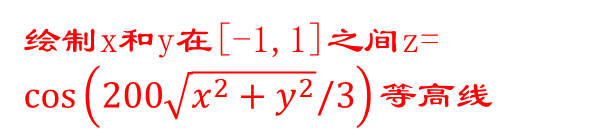 绘制x和y在[-1,1]之间z=
cos(200√(x²+y²)/3)等高线